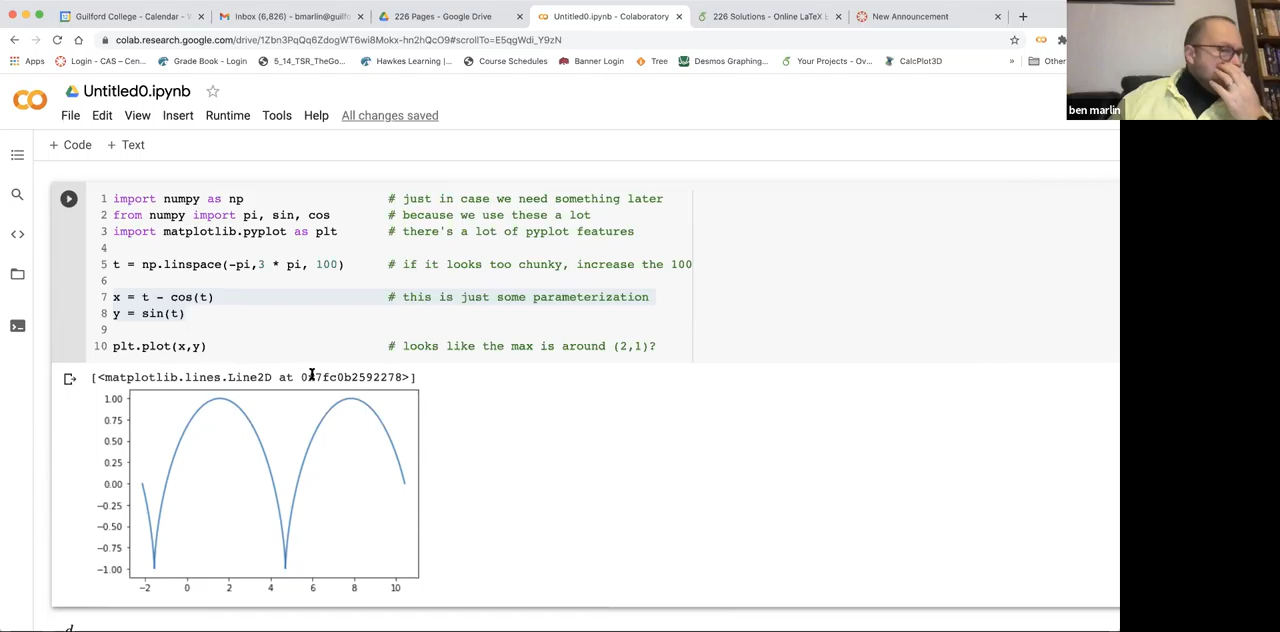 Guilford College - Calendar - W
Inbox (6,826) - bmarlin@guilfo
226 Pages - Google Drive
Untitled0.ipynb - Colaboratory
226 Solutions - Online LaTeX E
New Announcement
colab.research.google.com/drive/1Zbn3PqQq6ZdogWT6wi8Mokx-hn2hQcO9#scrollTo=E5qgWdi_Y9zN
Apps
Login - CAS – Cen...
Grade Book - Login
5_14_TSR_TheGo...
Hawkes Learning |...
Course Schedules
Banner Login
Tree
Desmos Graphing...
Your Projects - Ov...
CalcPlot3D
»
Other
ben marlin
Untitled0.ipynb
File Edit View Insert Runtime Tools Help All changes saved
+ Code + Text
1 import numpy as np # just in case we need something later
2 from numpy import pi, sin, cos # because we use these a lot
3 import matplotlib.pyplot as plt # there's a lot of pyplot features
4
5 t = np.linspace(-pi,3 * pi, 100) # if it looks too chunky, increase the 100
6
7 x = t - cos(t) # this is just some parameterization
8 y = sin(t)
9
10 plt.plot(x,y) # looks like the max is around (2,1)?
[<matplotlib.lines.Line2D at 0x7fc0b2592278>]
1.00
0.75
0.50
0.25
0.00
−0.25
−0.50
−0.75
−1.00
−2 0 2 4 6 8 10